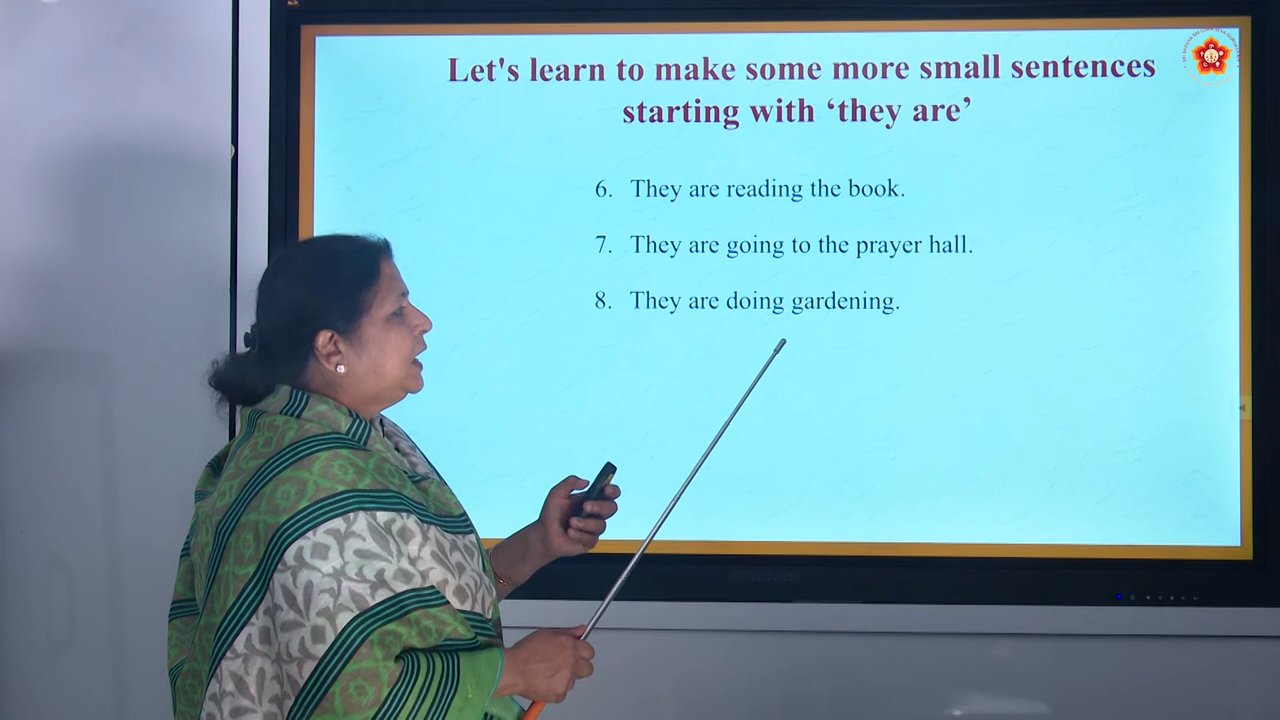 Let's learn to make some more small sentences
starting with ‘they are’
6. They are reading the book.
7. They are going to the prayer hall.
8. They are doing gardening.